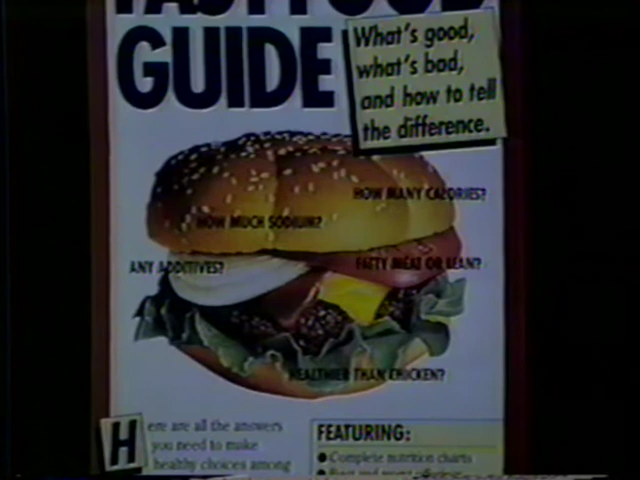 FAST FOOD
GUIDE
What's good,
what's bad,
and how to tell
the difference.
HOW MANY CALORIES?
HOW MUCH SODIUM?
ANY ADDITIVES?
FATTY MEAT OR LEAN?
HEALTHIER THAN CHICKEN?
Here are all the answers
you need to make
healthy choices among
FEATURING:
● Complete nutrition charts